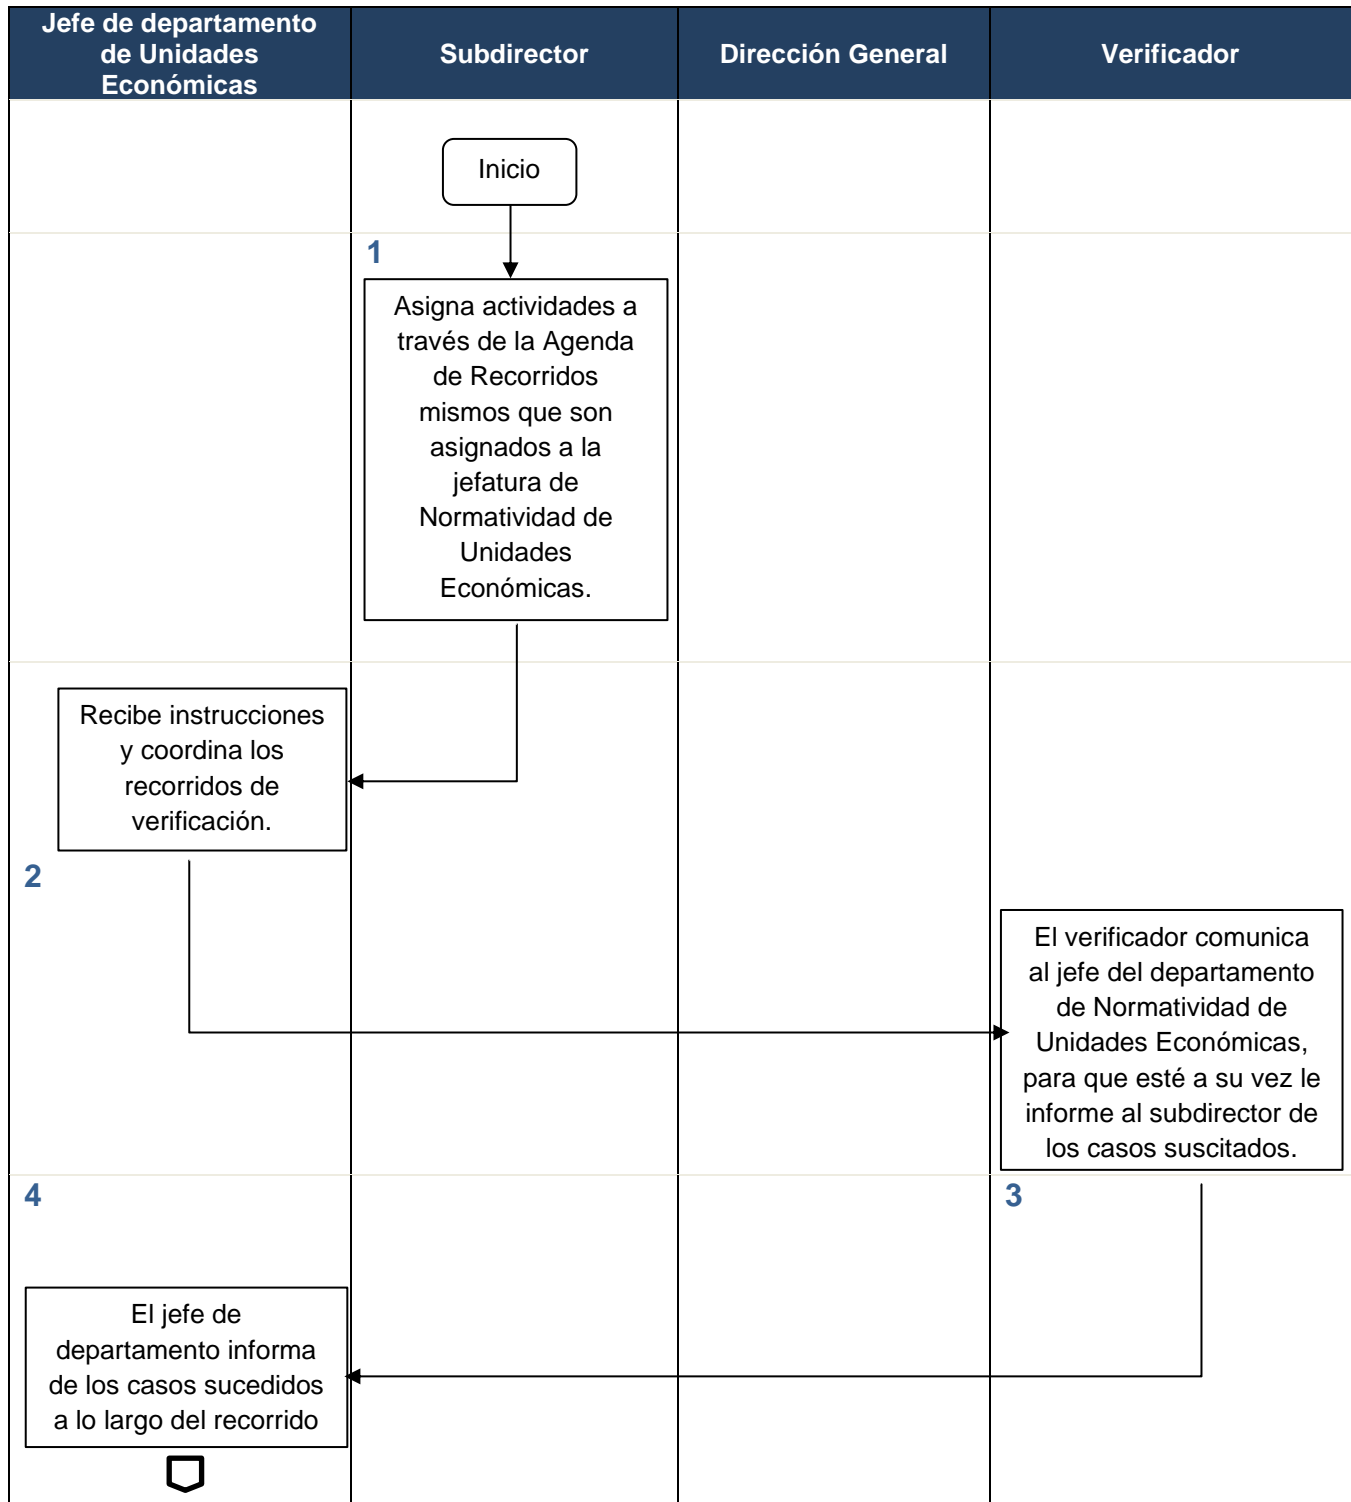 Jefe de departamento
de Unidades
Económicas
Subdirector
Dirección General
Verificador
Inicio
1
Asigna actividades a
través de la Agenda
de Recorridos
mismos que son
asignados a la
jefatura de
Normatividad de
Unidades
Económicas.
Recibe instrucciones
y coordina los
recorridos de
verificación.
2
El verificador comunica
al jefe del departamento
de Normatividad de
Unidades Económicas,
para que esté a su vez le
informe al subdirector de
los casos suscitados.
3
4
El jefe de
departamento informa
de los casos sucedidos
a lo largo del recorrido